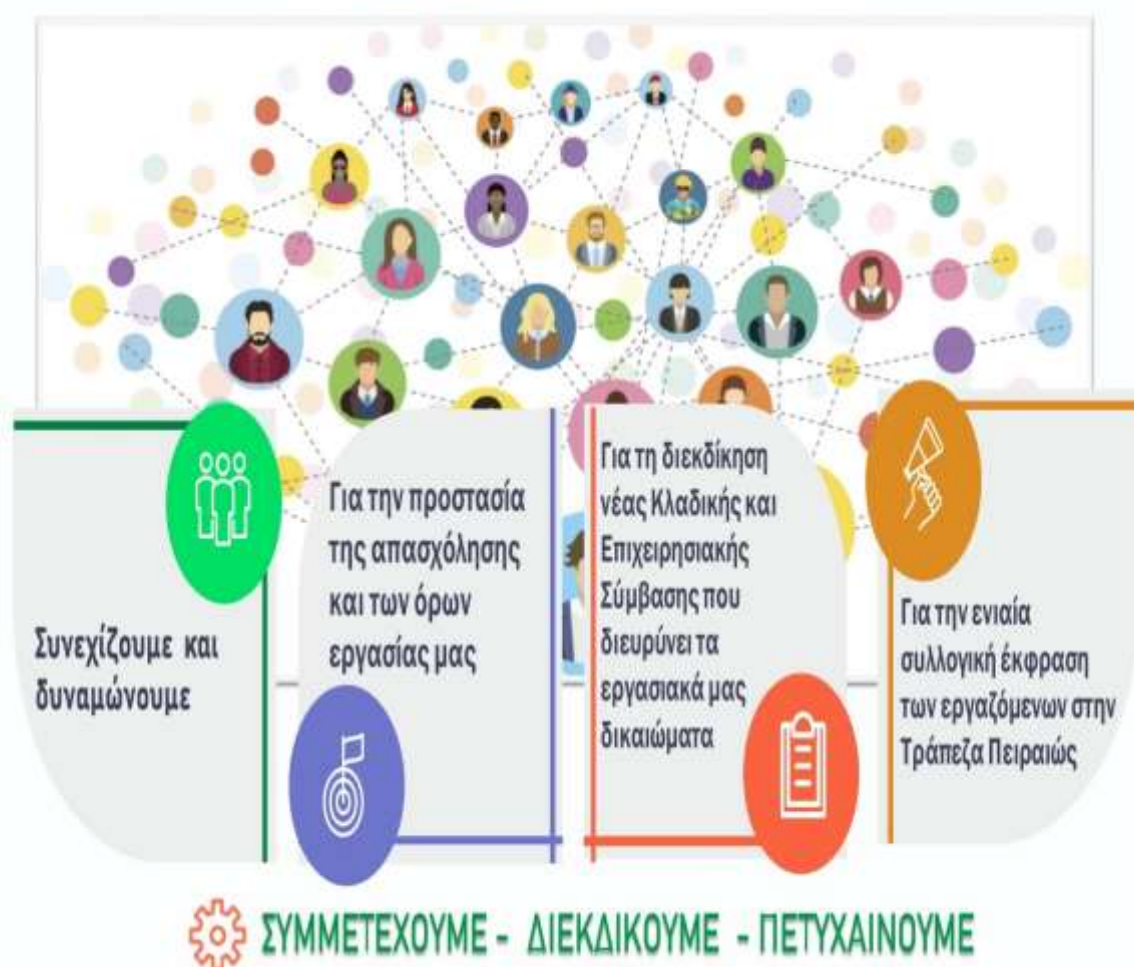 Συνεχίζουμε και
δυναμώνουμε
Για την προστασία
της απασχόλησης
και των όρων
εργασίας μας
Για τη διεκδίκηση
νέας Κλαδικής και
Επιχειρησιακής
Σύμβασης που
διευρύνει τα
εργασιακά μας
δικαιώματα
Για την ενιαία
συλλογική έκφραση
των εργαζόμενων στην
Τράπεζα Πειραιώς
ΣΥΜΜΕΤΕΧΟΥΜΕ - ΔΙΕΚΔΙΚΟΥΜΕ - ΠΕΤΥΧΑΙΝΟΥΜΕ